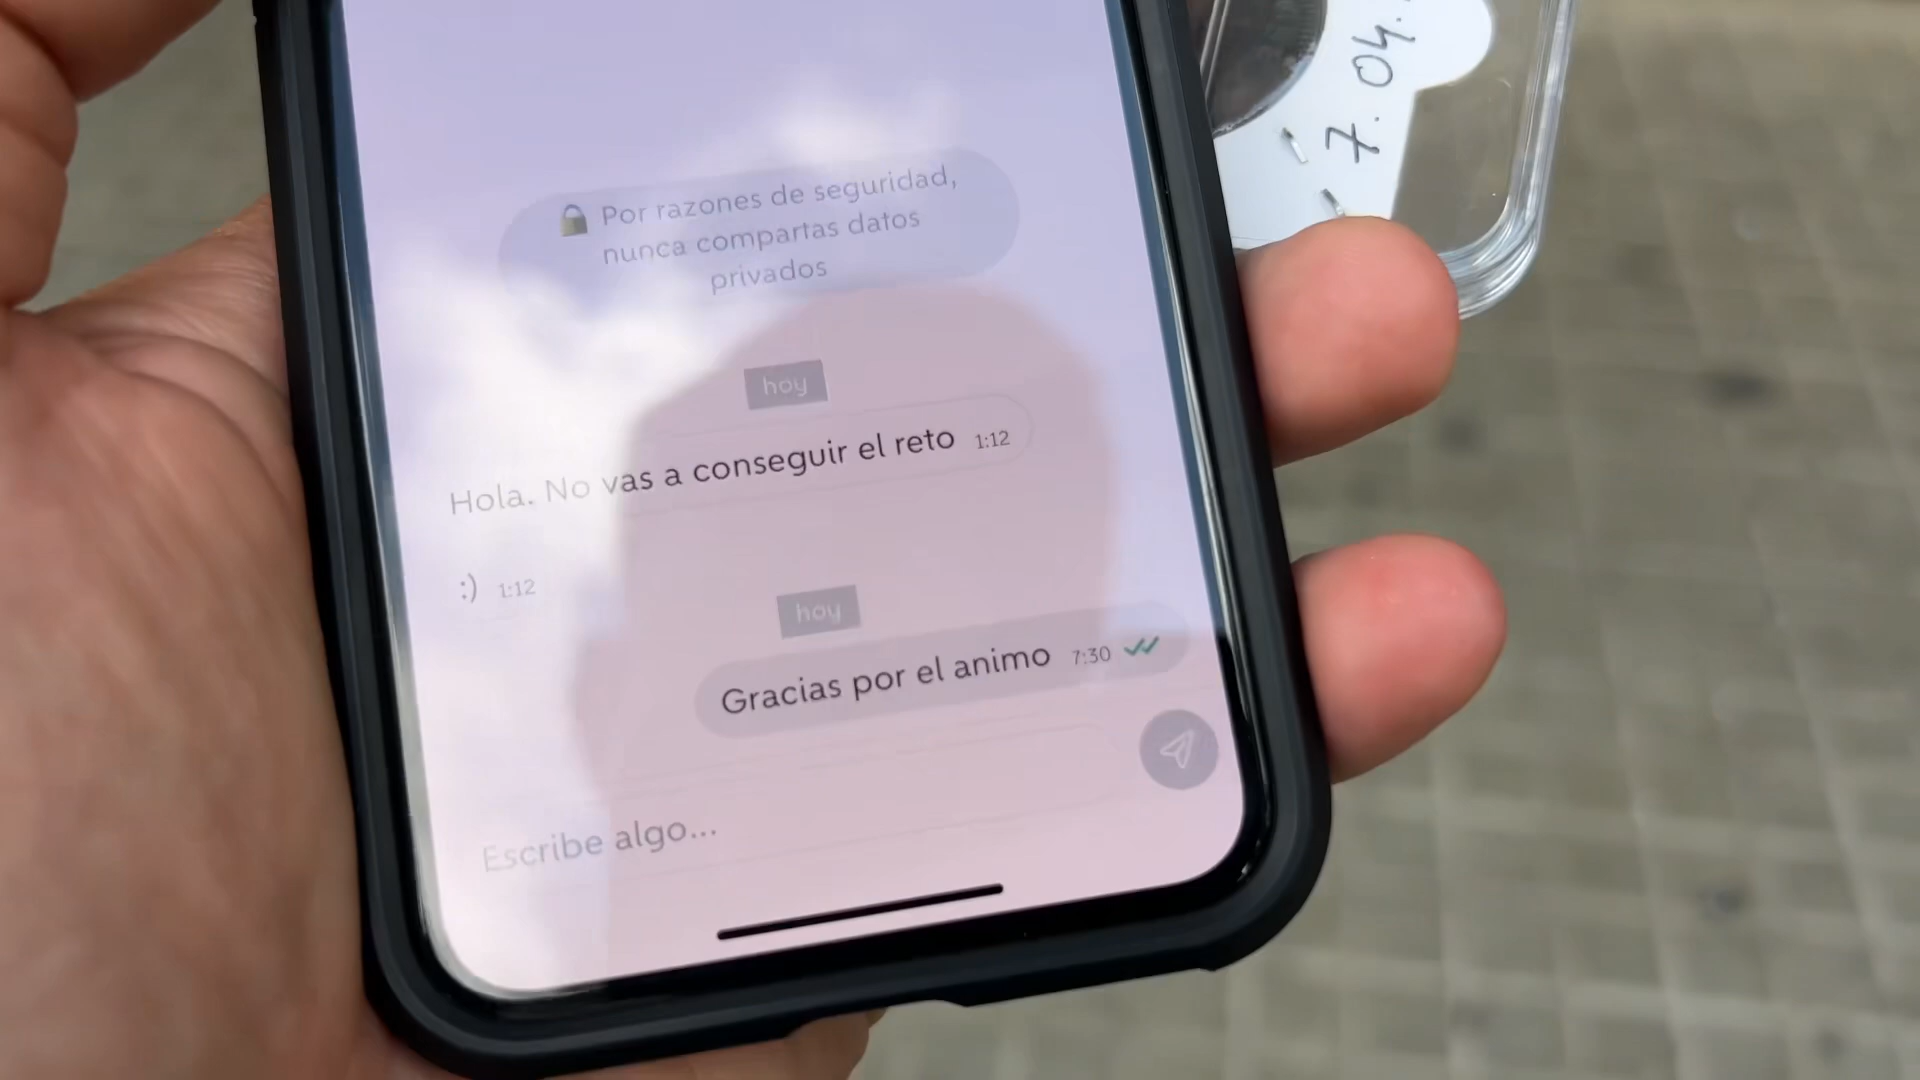 🔒 Por razones de seguridad,
nunca compartas datos
privados
hoy
Hola. No vas a conseguir el reto 1:12
:) 1:12
hoy
Gracias por el animo 7:30
Escribe algo...
7.04.